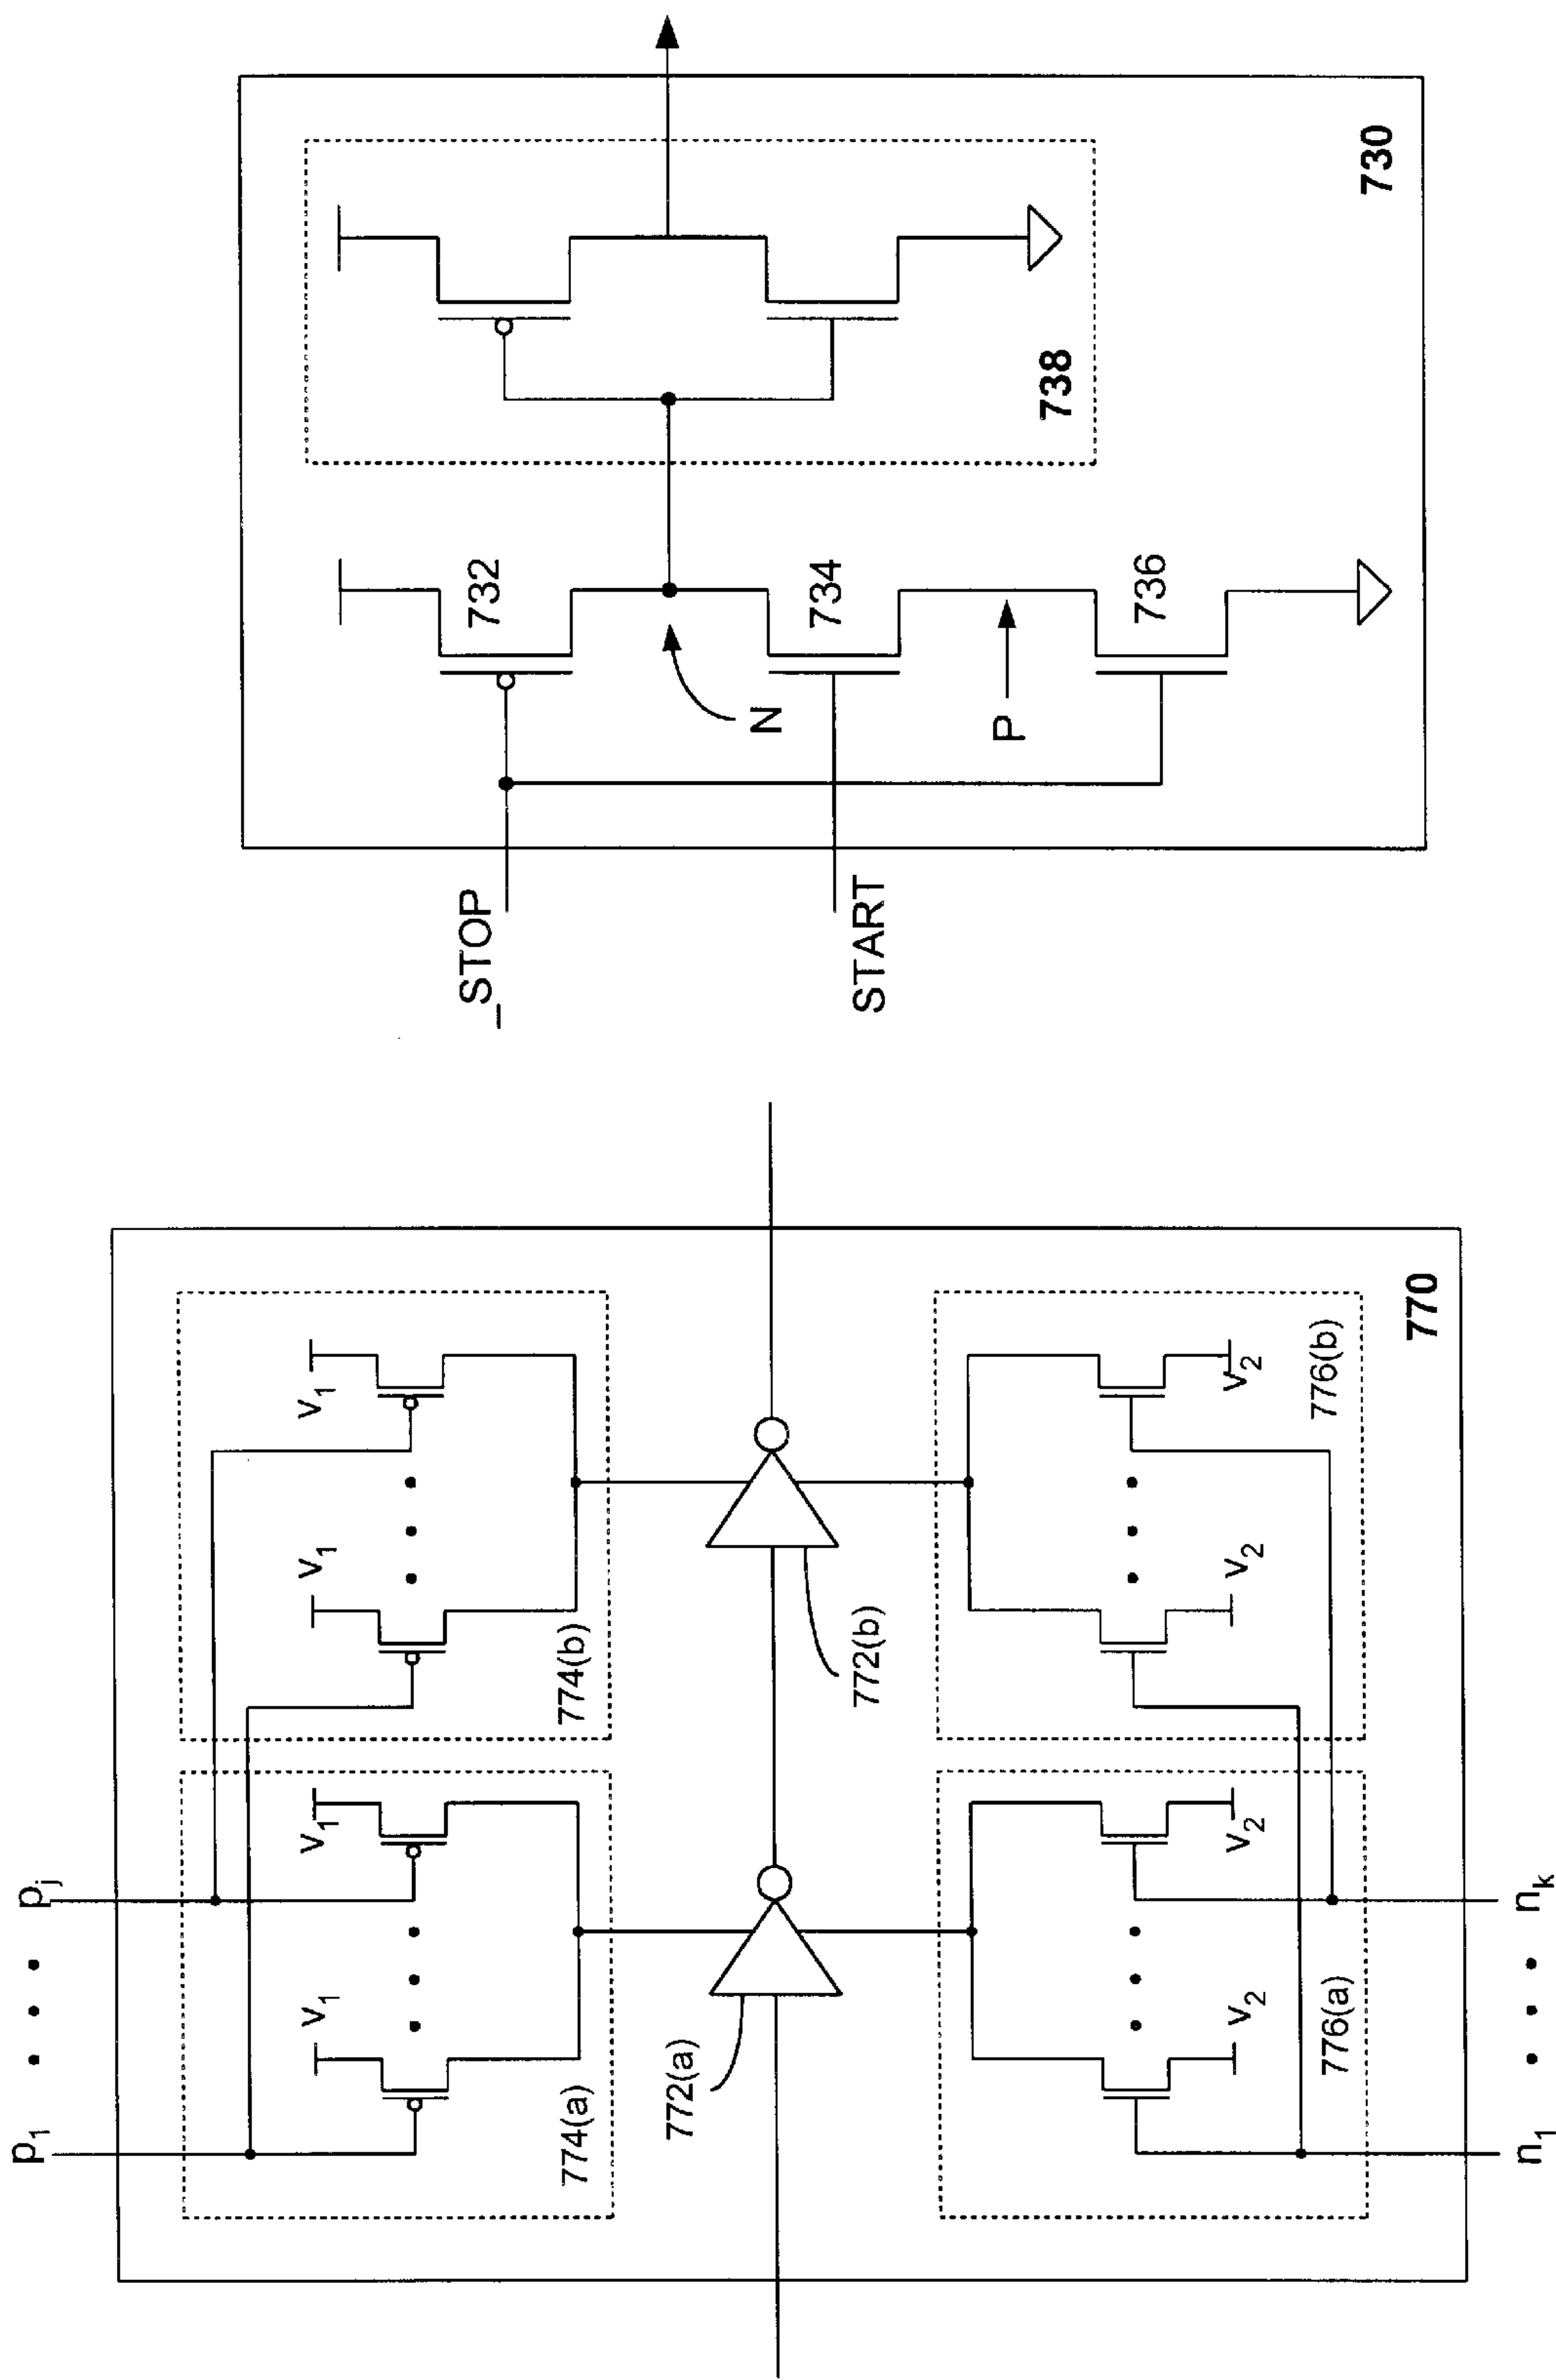 _STOP
START
732
N
734
P
736
738
730
p1 • • • pj
V1
V1
V1
V1
774(a)
774(b)
772(a)
772(b)
V2
V2
V2
V2
776(a)
776(b)
n1 • • • nk
770